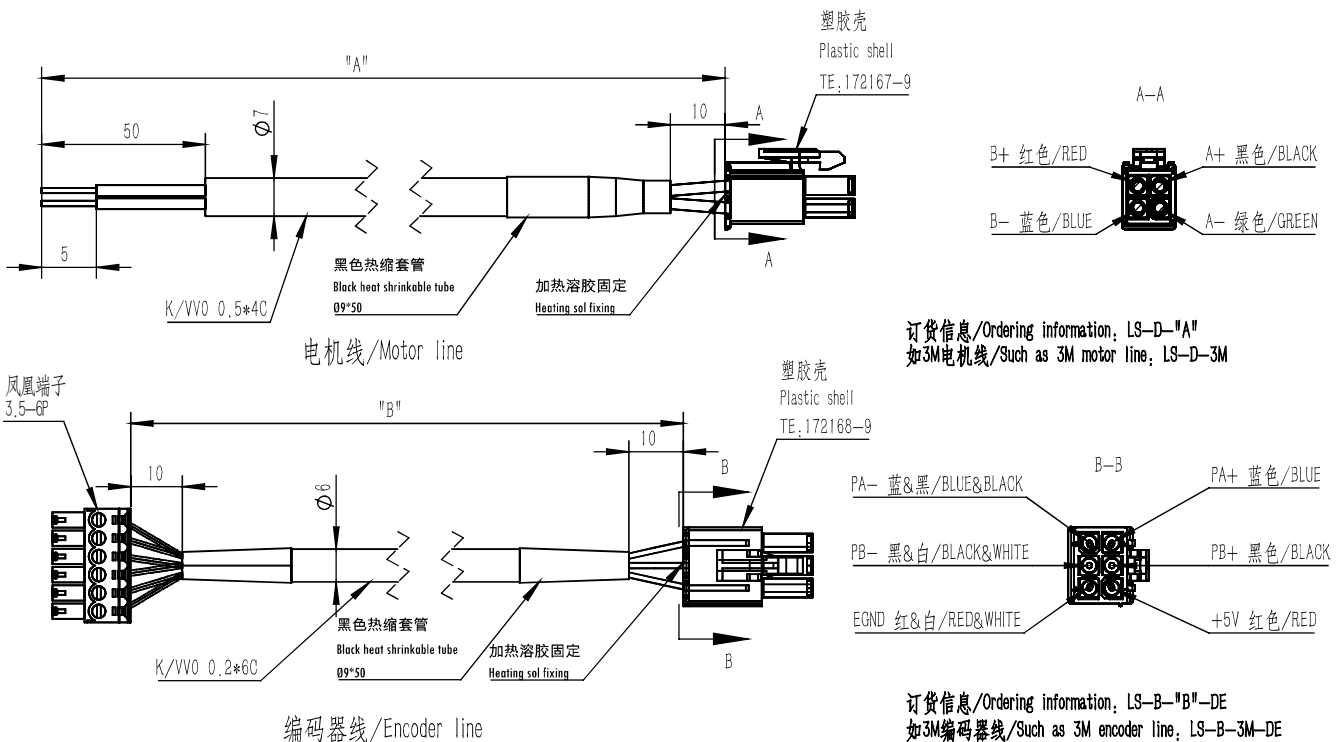 塑胶壳
Plastic shell
TE:172167-9
"A"
50
Ø7
10
A
A
5
K/VV0 0.5*4C
黑色热缩套管
Black heat shrinkable tube
Ø9*50
加热溶胶固定
Heating sol fixing
电机线/Motor line
A-A
B+ 红色/RED
A+ 黑色/BLACK
B- 蓝色/BLUE
A- 绿色/GREEN
订货信息/Ordering information: LS-D-"A"
如3M电机线/Such as 3M motor line: LS-D-3M
凤凰端子
3.5-6P
"B"
塑胶壳
Plastic shell
TE:172168-9
10
Ø6
10
B
B
K/VV0 0.2*6C
黑色热缩套管
Black heat shrinkable tube
Ø9*50
加热溶胶固定
Heating sol fixing
编码器线/Encoder line
B-B
PA- 蓝&黑/BLUE&BLACK
PA+ 蓝色/BLUE
PB- 黑&白/BLACK&WHITE
PB+ 黑色/BLACK
EGND 红&白/RED&WHITE
+5V 红色/RED
订货信息/Ordering information: LS-B-"B"-DE
如3M编码器线/Such as 3M encoder line: LS-B-3M-DE